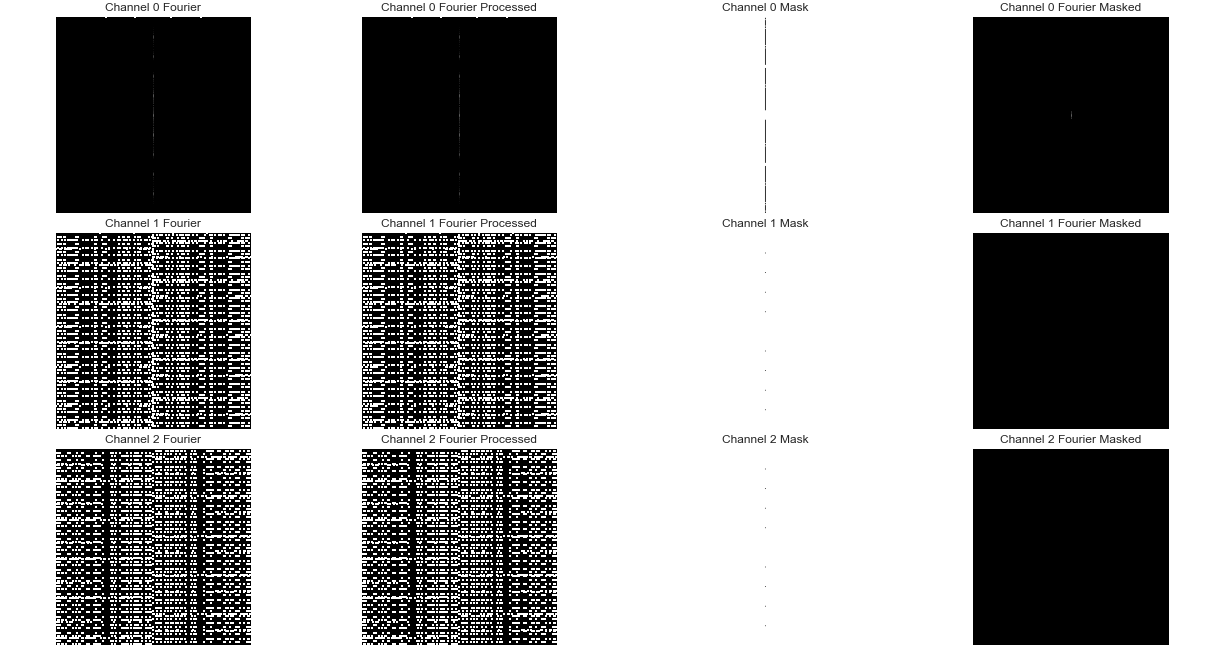 Channel 0 Fourier
Channel 0 Fourier Processed
Channel 0 Mask
Channel 0 Fourier Masked
Channel 1 Fourier
Channel 1 Fourier Processed
Channel 1 Mask
Channel 1 Fourier Masked
Channel 2 Fourier
Channel 2 Fourier Processed
Channel 2 Mask
Channel 2 Fourier Masked